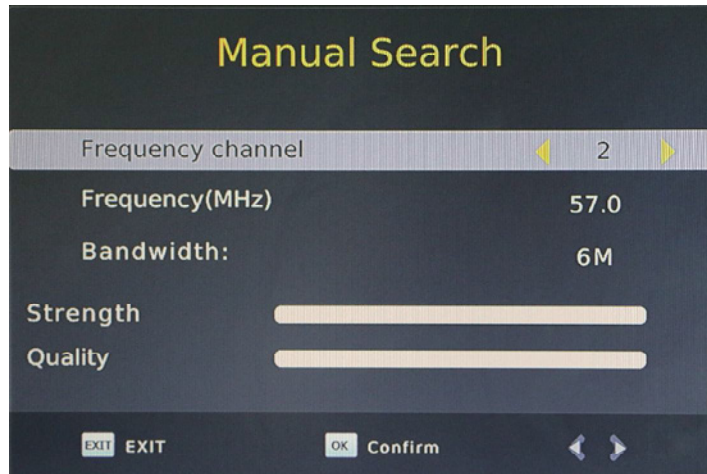 Manual Search
Frequency channel 2
Frequency(MHz) 57.0
Bandwidth: 6M
Strength
Quality
EXIT EXIT OK Confirm